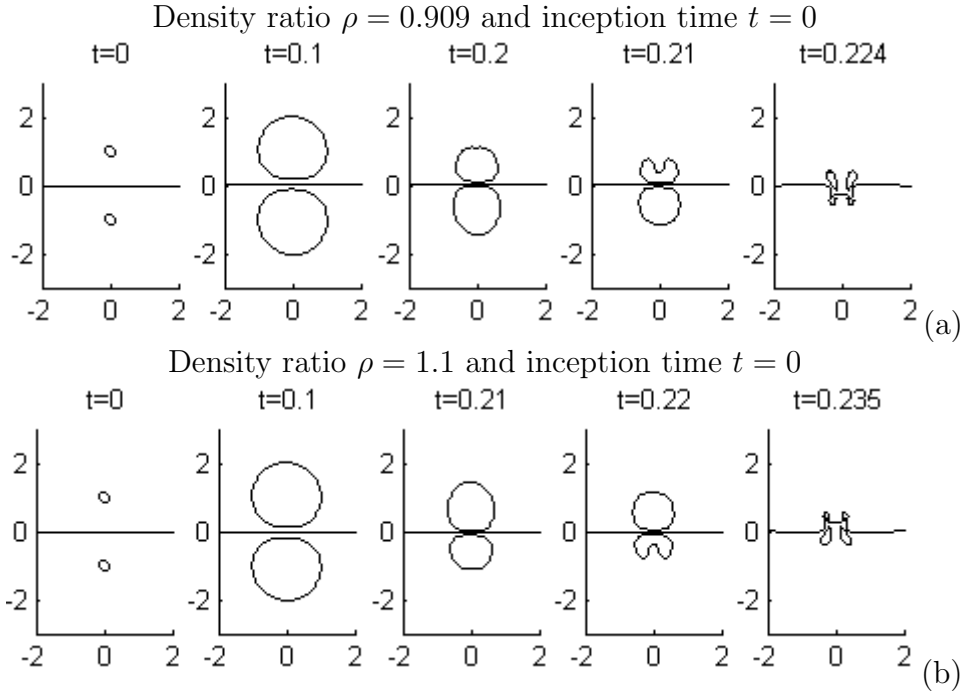 Density ratio ρ = 0.909 and inception time t = 0
t=0 t=0.1 t=0.2 t=0.21 t=0.224
2 2 2 2 2
0 0 0 0 0
-2 -2 -2 -2 -2
-2 0 2 -2 0 2 -2 0 2 -2 0 2 -2 0 2
(a)
Density ratio ρ = 1.1 and inception time t = 0
t=0 t=0.1 t=0.21 t=0.22 t=0.235
2 2 2 2 2
0 0 0 0 0
-2 -2 -2 -2 -2
-2 0 2 -2 0 2 -2 0 2 -2 0 2 -2 0 2
(b)